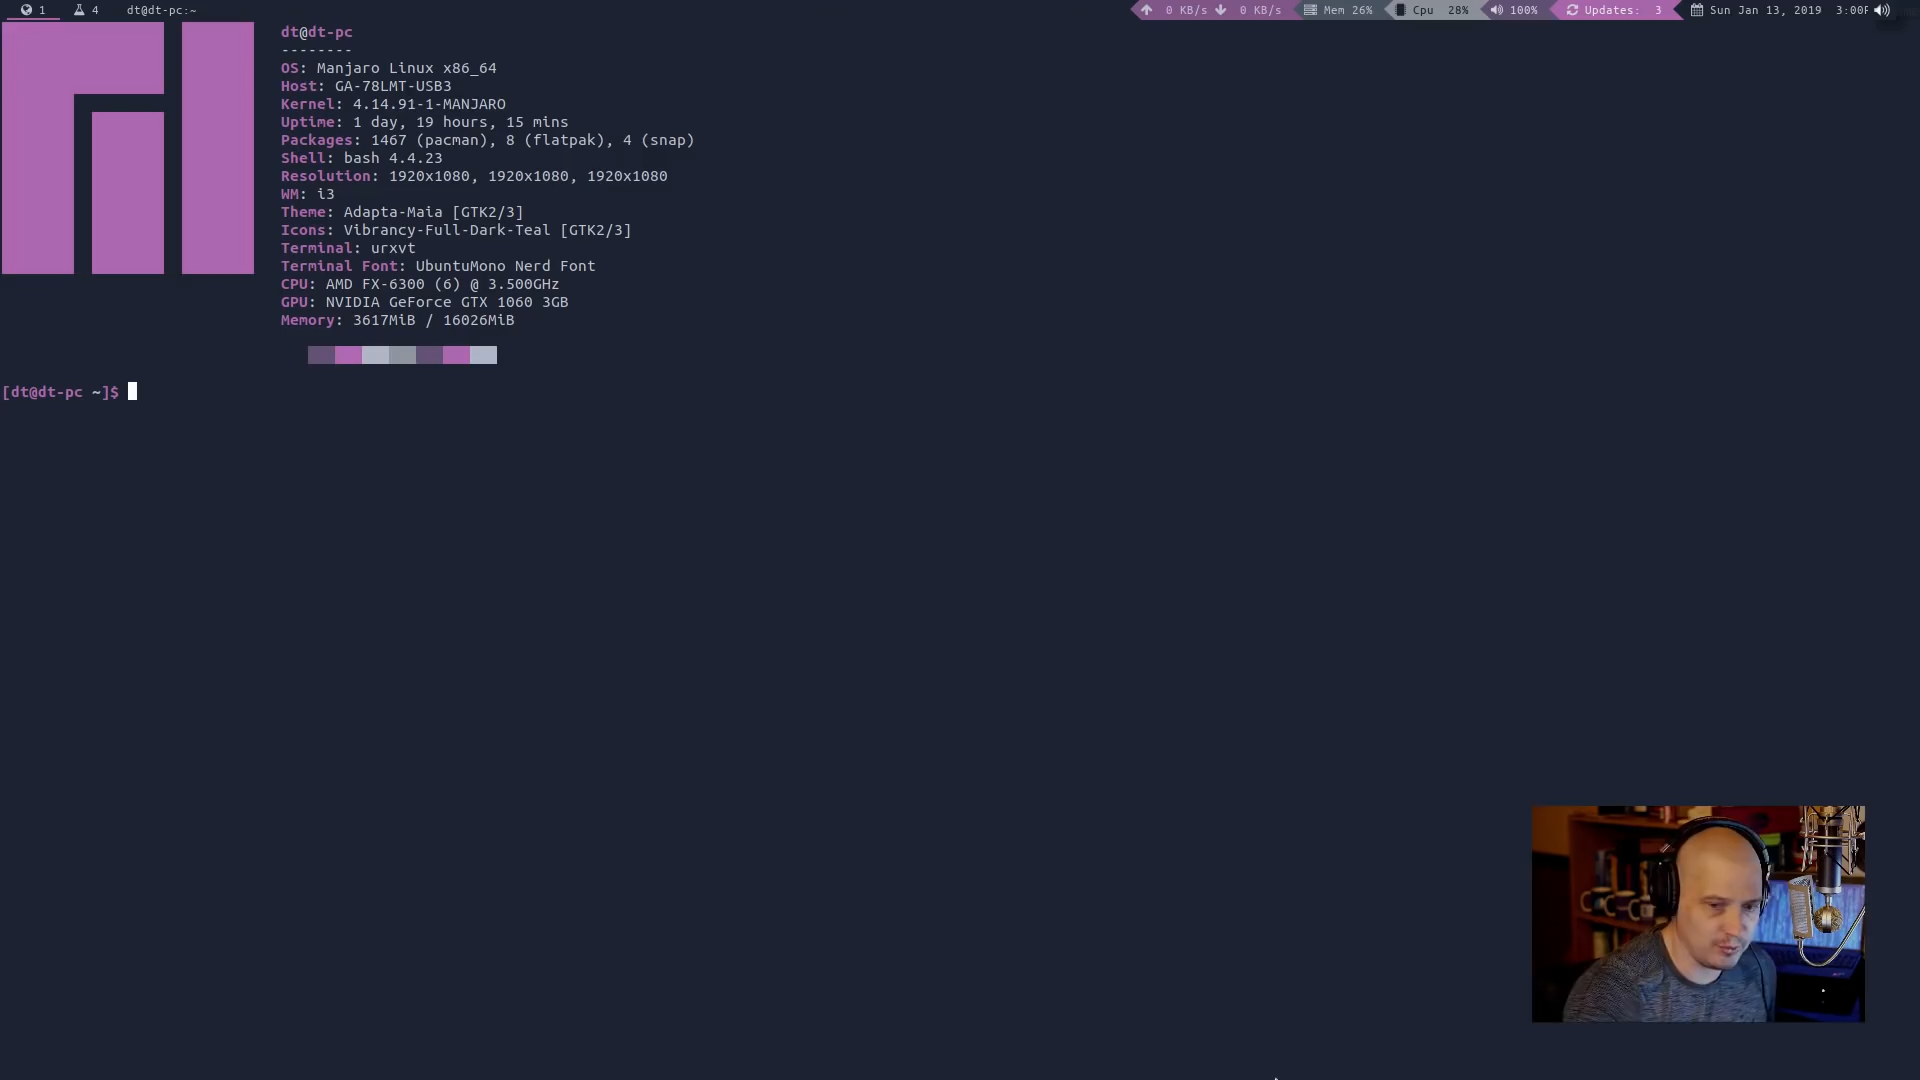 1 4 dt@dt-pc:~ 0 KB/s 0 KB/s Mem 26% Cpu 28% 100% Updates: 3 Sun Jan 13, 2019 3:00P
dt@dt-pc
--------
OS: Manjaro Linux x86_64
Host: GA-78LMT-USB3
Kernel: 4.14.91-1-MANJARO
Uptime: 1 day, 19 hours, 15 mins
Packages: 1467 (pacman), 8 (flatpak), 4 (snap)
Shell: bash 4.4.23
Resolution: 1920x1080, 1920x1080, 1920x1080
WM: i3
Theme: Adapta-Maia [GTK2/3]
Icons: Vibrancy-Full-Dark-Teal [GTK2/3]
Terminal: urxvt
Terminal Font: UbuntuMono Nerd Font
CPU: AMD FX-6300 (6) @ 3.500GHz
GPU: NVIDIA GeForce GTX 1060 3GB
Memory: 3617MiB / 16026MiB
[dt@dt-pc ~]$